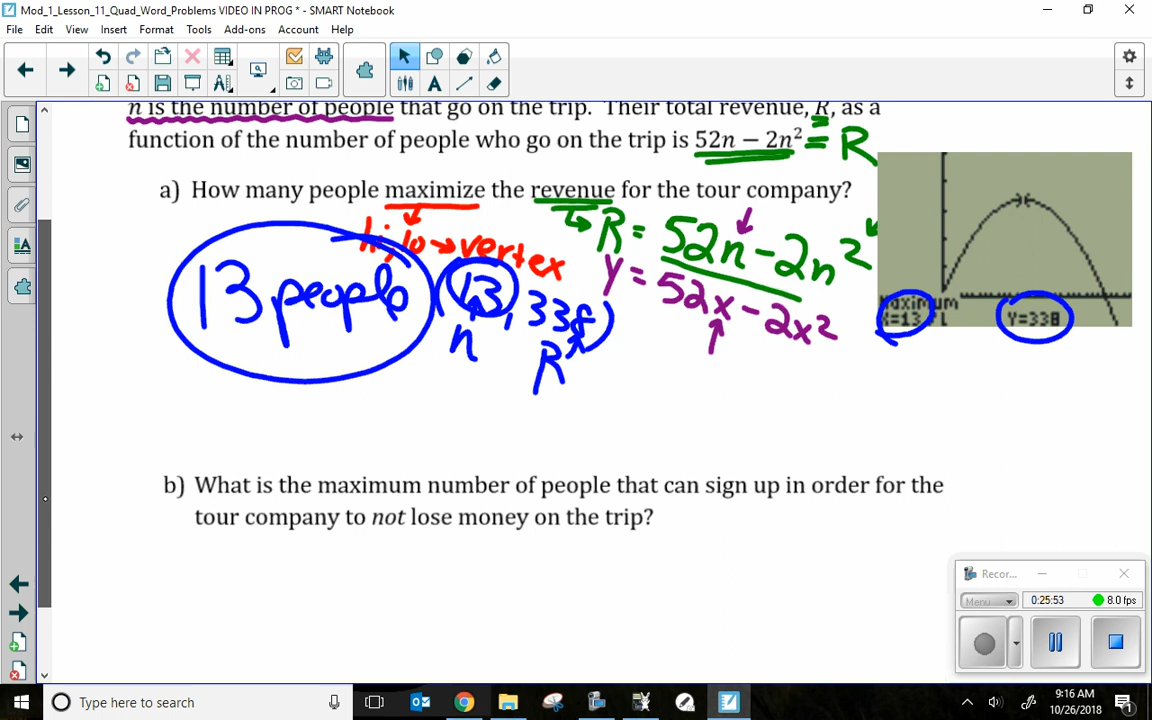 Mod_1_Lesson_11_Quad_Word_Problems VIDEO IN PROG * - SMART Notebook
File Edit View Insert Format Tools Add-ons Account Help
n is the number of people that go on the trip. Their total revenue, R, as a
function of the number of people who go on the trip is 52n – 2n² = R
a) How many people maximize the revenue for the tour company?
hi/lo → vertex
R = 52n - 2n²
y = 52x - 2x²
13 people
(13, 338)
n R
Maximum
X=13 Y=338
b) What is the maximum number of people that can sign up in order for the
tour company to not lose money on the trip?
Recor...
Menu 0:25:53 8.0 fps
Type here to search
9:16 AM
10/26/2018